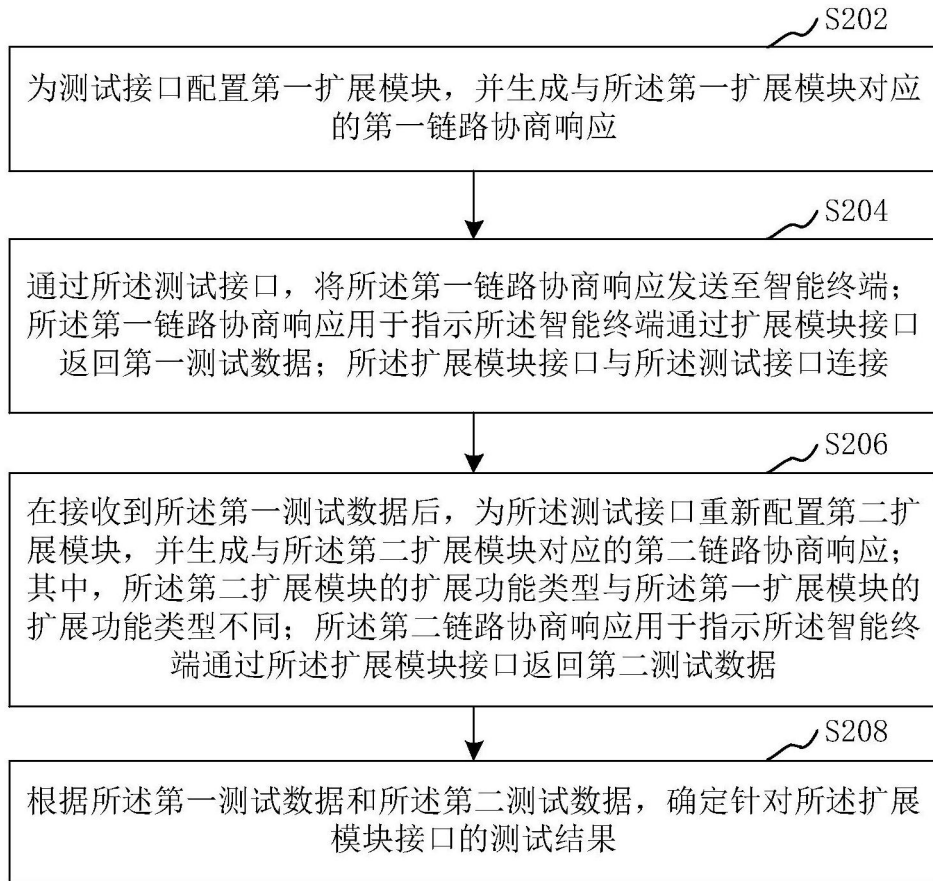 S202
为测试接口配置第一扩展模块，并生成与所述第一扩展模块对应
的第一链路协商响应
S204
通过所述测试接口，将所述第一链路协商响应发送至智能终端；
所述第一链路协商响应用于指示所述智能终端通过扩展模块接口
返回第一测试数据；所述扩展模块接口与所述测试接口连接
S206
在接收到所述第一测试数据后，为所述测试接口重新配置第二扩
展模块，并生成与所述第二扩展模块对应的第二链路协商响应；
其中，所述第二扩展模块的扩展功能类型与所述第一扩展模块的
扩展功能类型不同；所述第二链路协商响应用于指示所述智能终
端通过所述扩展模块接口返回第二测试数据
S208
根据所述第一测试数据和所述第二测试数据，确定针对所述扩展
模块接口的测试结果